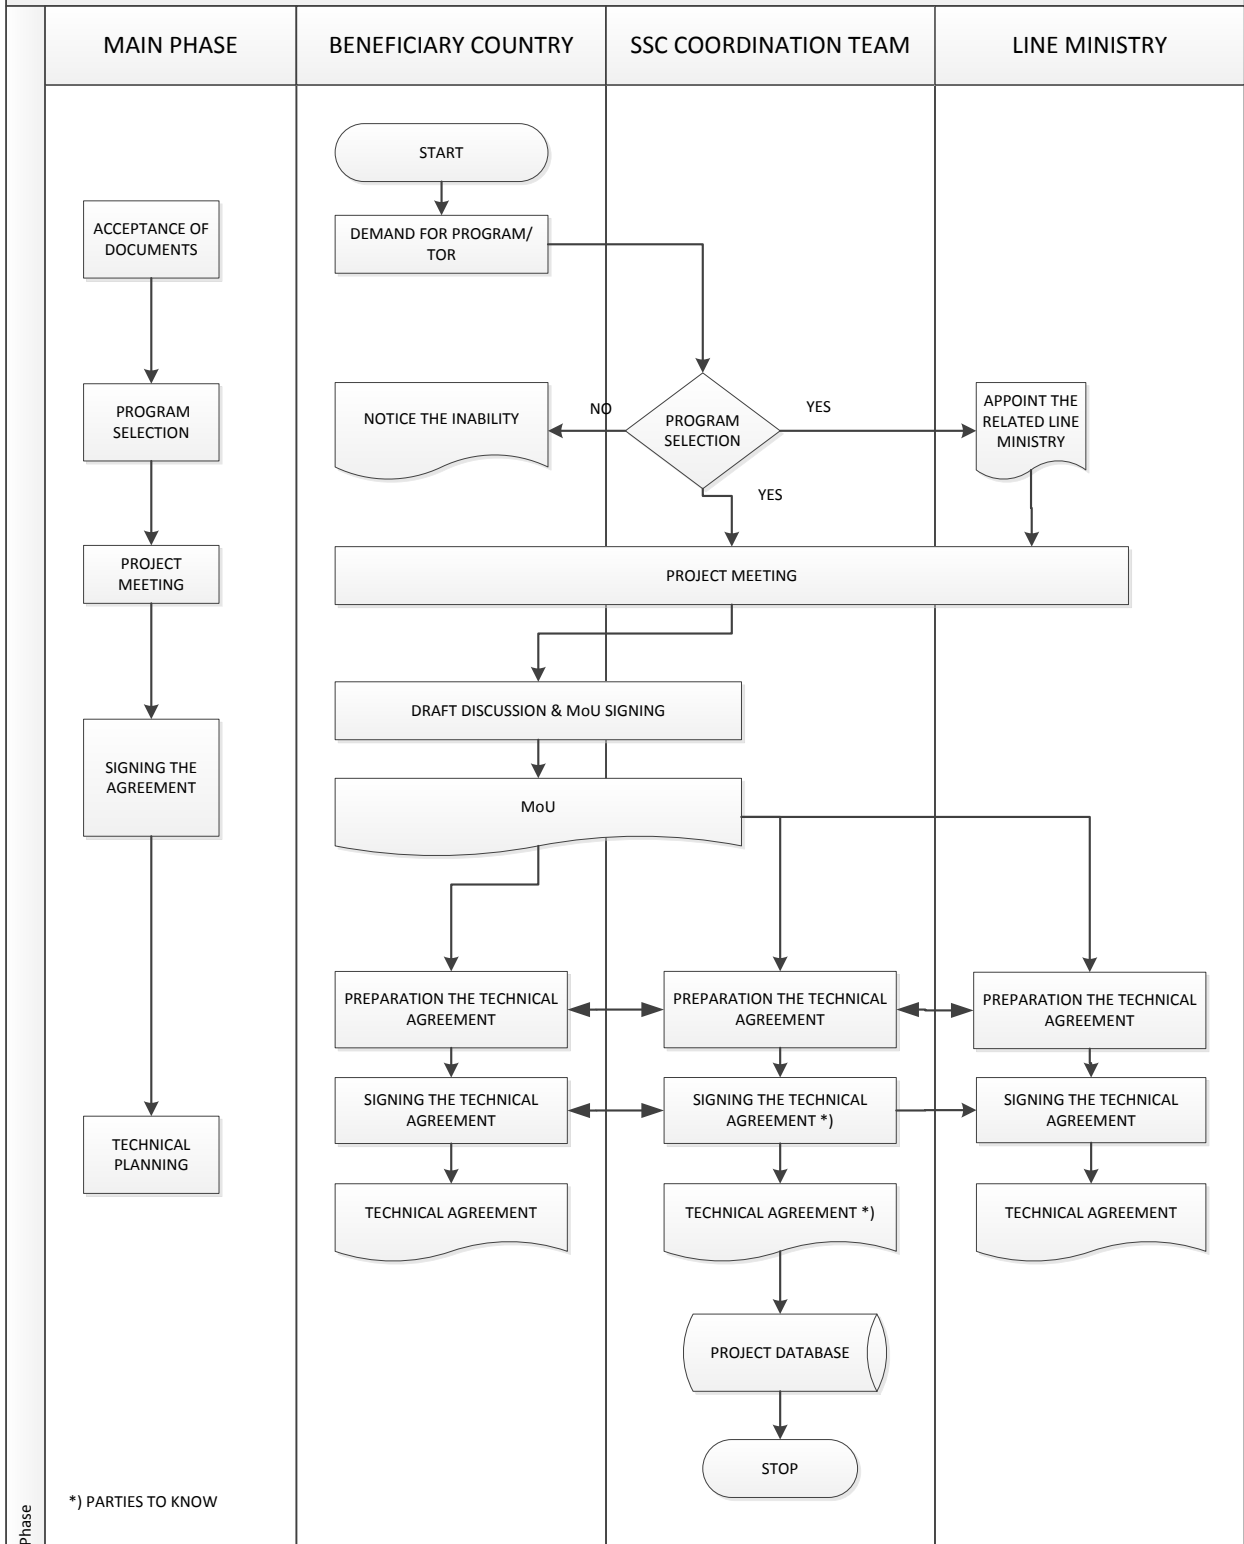 MAIN PHASE
BENEFICIARY COUNTRY
SSC COORDINATION TEAM
LINE MINISTRY
START
ACCEPTANCE OF
DOCUMENTS
DEMAND FOR PROGRAM/
TOR
PROGRAM
SELECTION
NOTICE THE INABILITY
NO
PROGRAM
SELECTION
YES
APPOINT THE
RELATED LINE
MINISTRY
YES
PROJECT
MEETING
PROJECT MEETING
DRAFT DISCUSSION & MoU SIGNING
SIGNING THE
AGREEMENT
MoU
PREPARATION THE TECHNICAL
AGREEMENT
PREPARATION THE TECHNICAL
AGREEMENT
PREPARATION THE TECHNICAL
AGREEMENT
SIGNING THE TECHNICAL
AGREEMENT
SIGNING THE TECHNICAL
AGREEMENT *)
SIGNING THE TECHNICAL
AGREEMENT
TECHNICAL
PLANNING
TECHNICAL AGREEMENT
TECHNICAL AGREEMENT *)
TECHNICAL AGREEMENT
PROJECT DATABASE
STOP
*) PARTIES TO KNOW
Phase